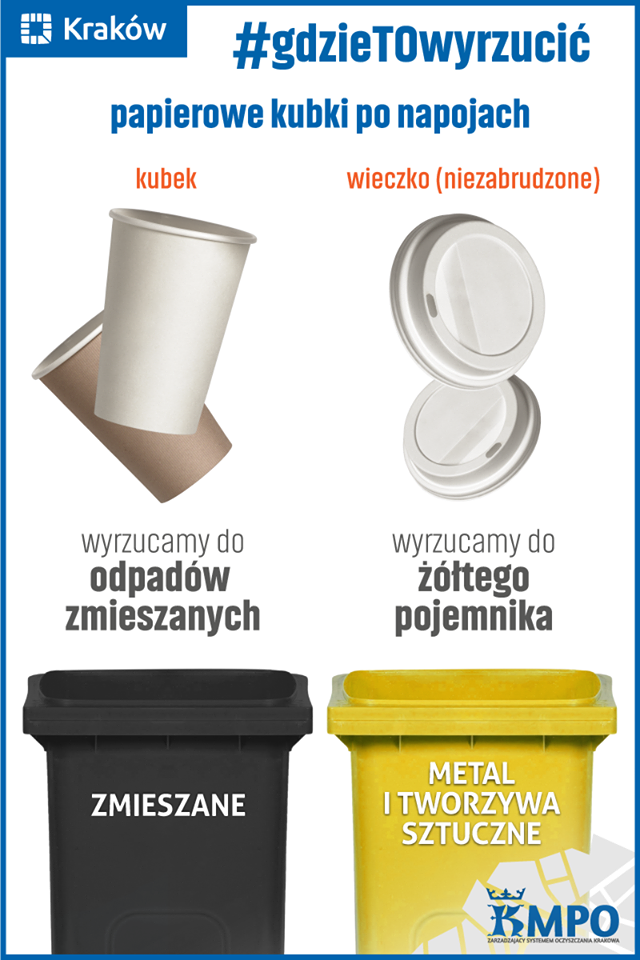 Kraków
#gdzieTOwyrzucić
papierowe kubki po napojach
kubek
wieczko (niezabrudzone)
wyrzucamy do
odpadów
zmieszanych
wyrzucamy do
żółtego
pojemnika
ZMIESZANE
METAL
I TWORZYWA
SZTUCZNE
MPO
ZARZĄDZAJĄCY SYSTEMEM OCZYSZCZANIA KRAKOWA